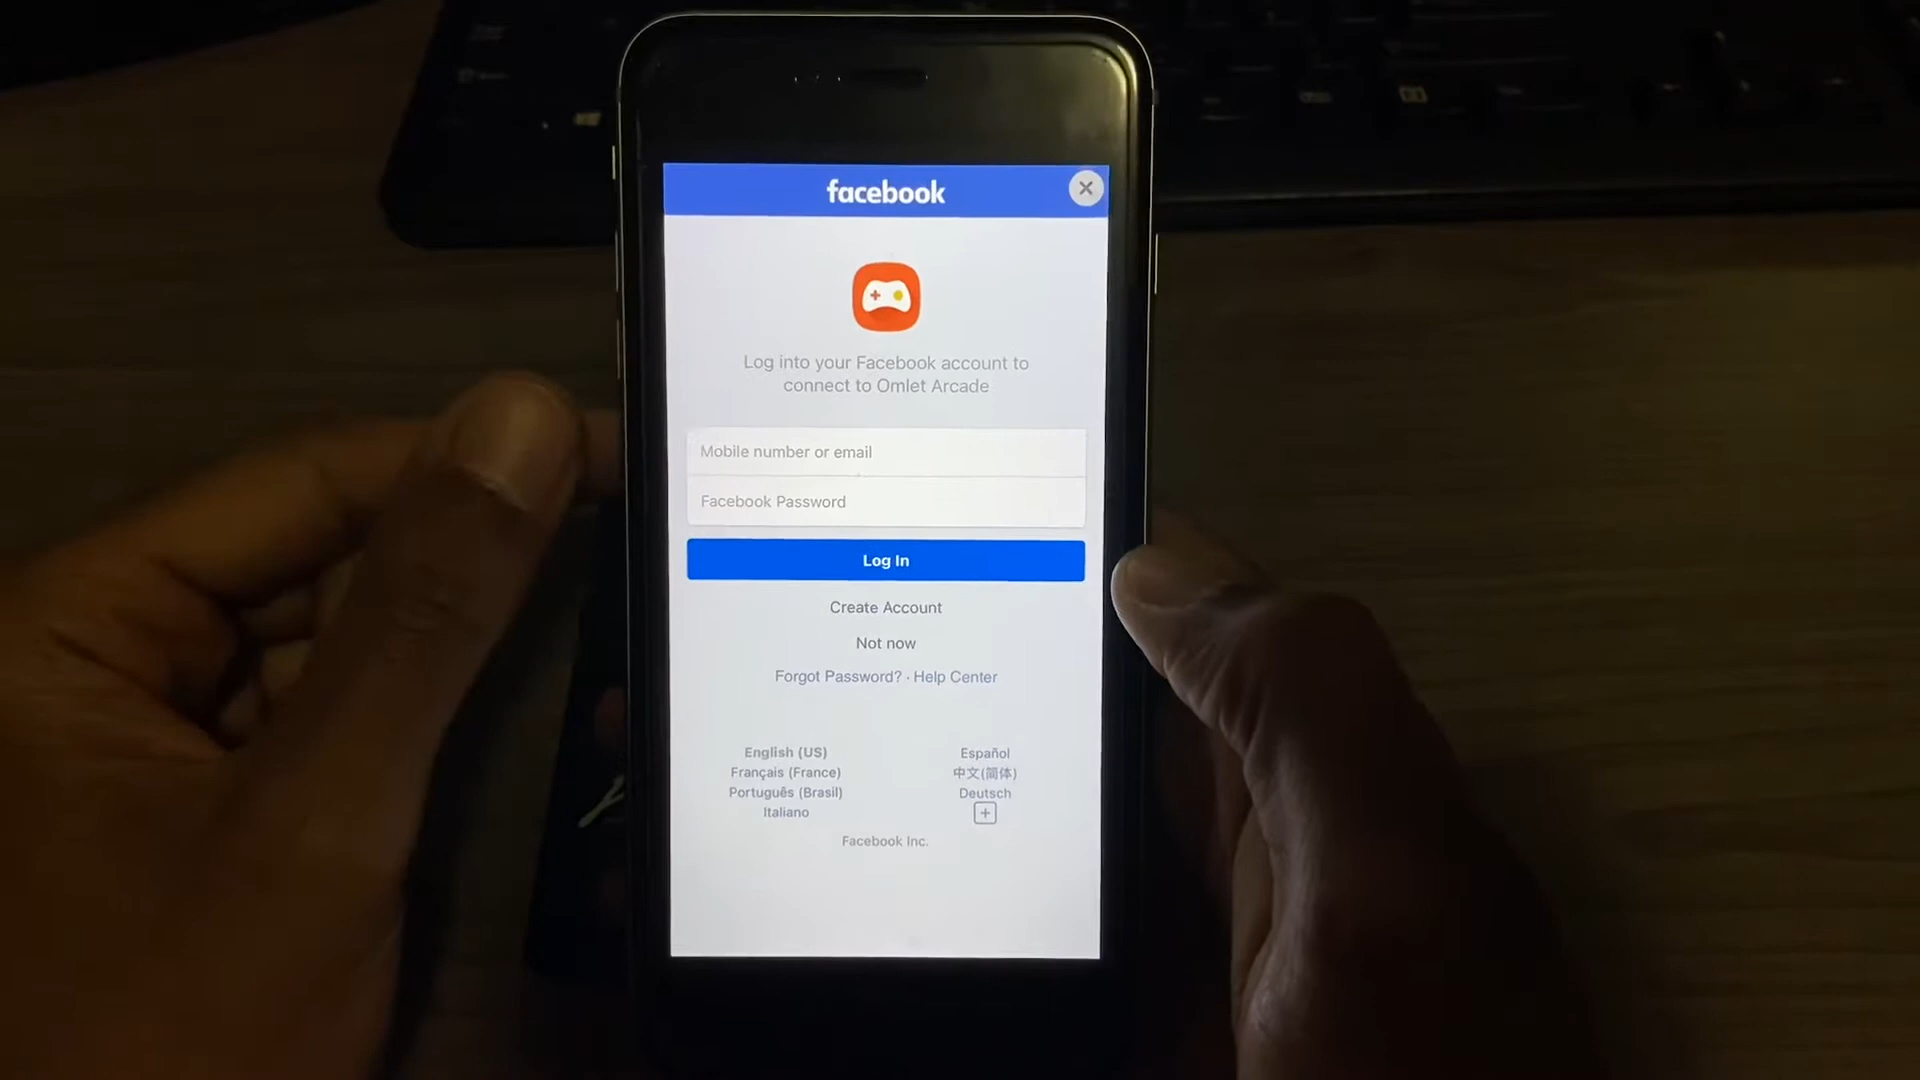 facebook
Log into your Facebook account to
connect to Omlet Arcade
Mobile number or email
Facebook Password
Log In
Create Account
Not now
Forgot Password? · Help Center
English (US)
Español
Français (France)
中文(简体)
Português (Brasil)
Deutsch
Italiano
Facebook Inc.